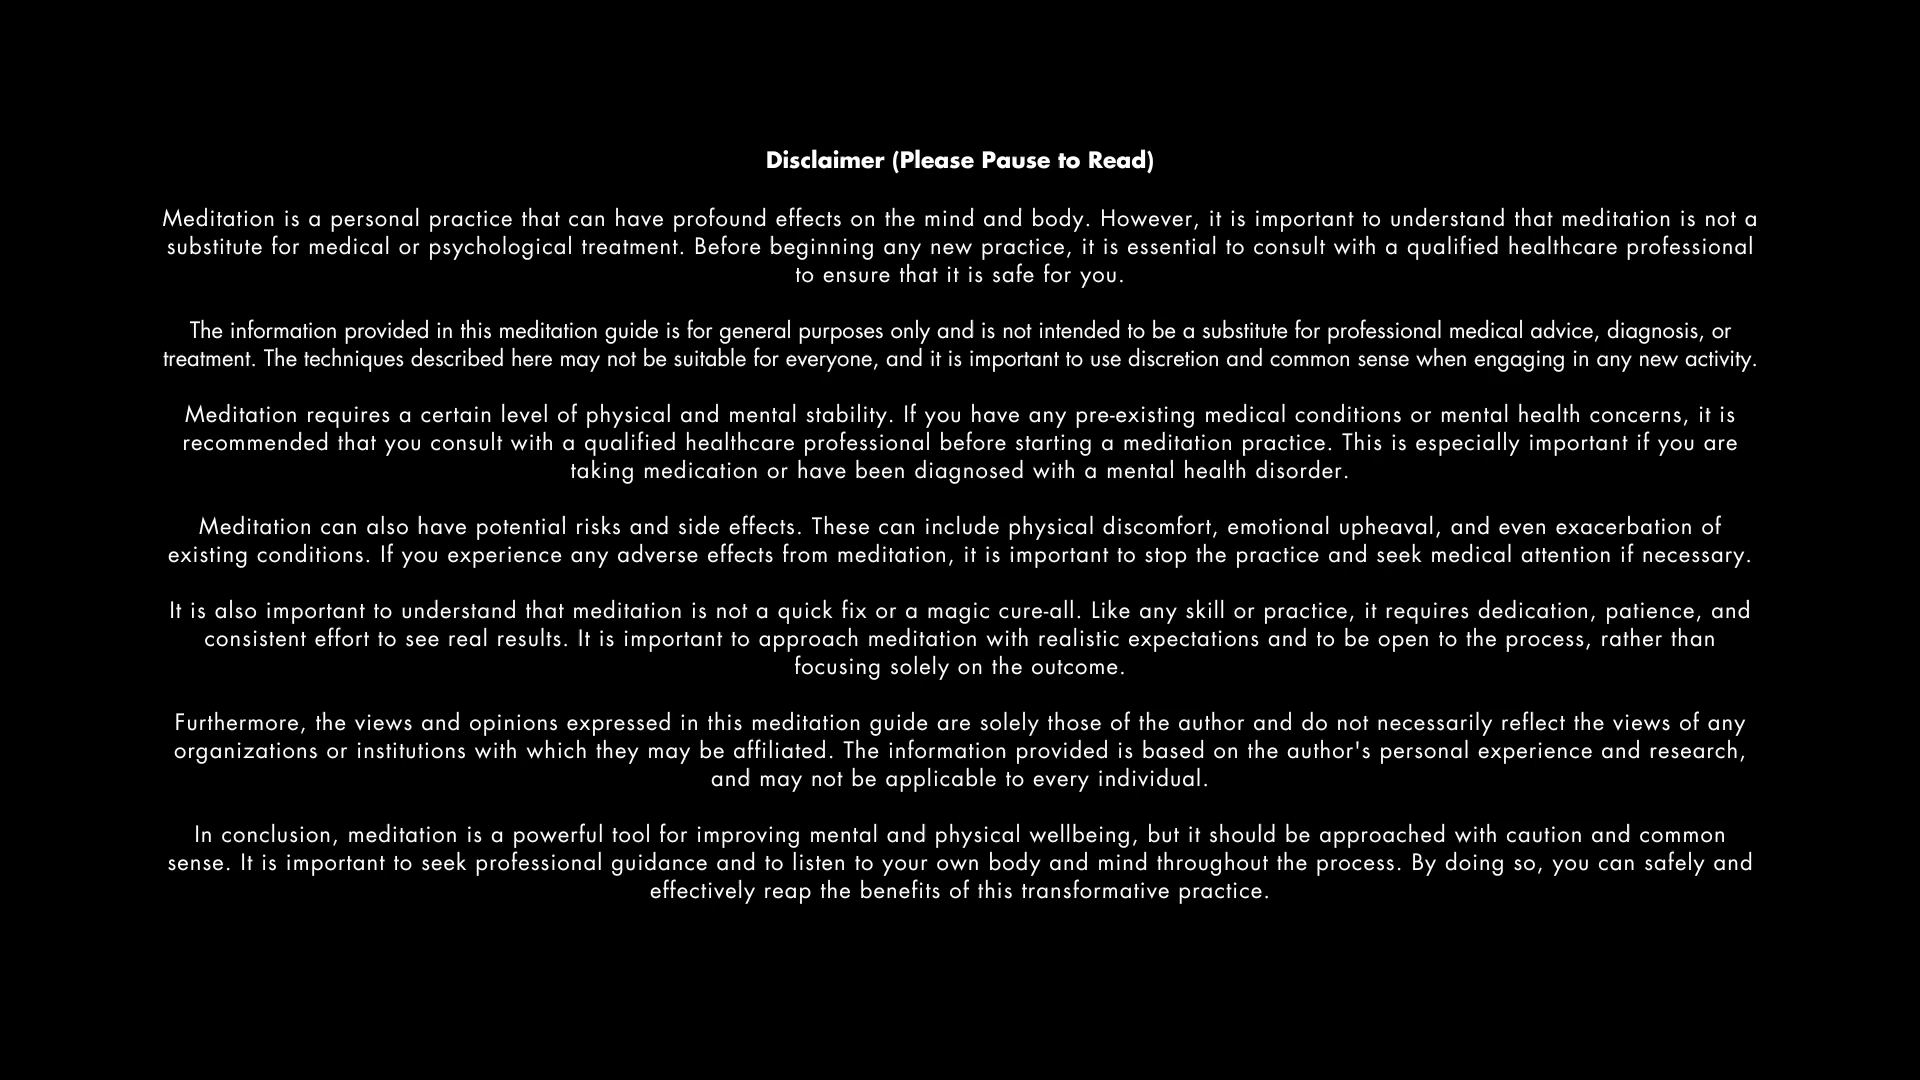 Disclaimer (Please Pause to Read)
Meditation is a personal practice that can have profound effects on the mind and body. However, it is important to understand that meditation is not a
substitute for medical or psychological treatment. Before beginning any new practice, it is essential to consult with a qualified healthcare professional
to ensure that it is safe for you.
The information provided in this meditation guide is for general purposes only and is not intended to be a substitute for professional medical advice, diagnosis, or
treatment. The techniques described here may not be suitable for everyone, and it is important to use discretion and common sense when engaging in any new activity.
Meditation requires a certain level of physical and mental stability. If you have any pre-existing medical conditions or mental health concerns, it is
recommended that you consult with a qualified healthcare professional before starting a meditation practice. This is especially important if you are
taking medication or have been diagnosed with a mental health disorder.
Meditation can also have potential risks and side effects. These can include physical discomfort, emotional upheaval, and even exacerbation of
existing conditions. If you experience any adverse effects from meditation, it is important to stop the practice and seek medical attention if necessary.
It is also important to understand that meditation is not a quick fix or a magic cure-all. Like any skill or practice, it requires dedication, patience, and
consistent effort to see real results. It is important to approach meditation with realistic expectations and to be open to the process, rather than
focusing solely on the outcome.
Furthermore, the views and opinions expressed in this meditation guide are solely those of the author and do not necessarily reflect the views of any
organizations or institutions with which they may be affiliated. The information provided is based on the author's personal experience and research,
and may not be applicable to every individual.
In conclusion, meditation is a powerful tool for improving mental and physical wellbeing, but it should be approached with caution and common
sense. It is important to seek professional guidance and to listen to your own body and mind throughout the process. By doing so, you can safely and
effectively reap the benefits of this transformative practice.